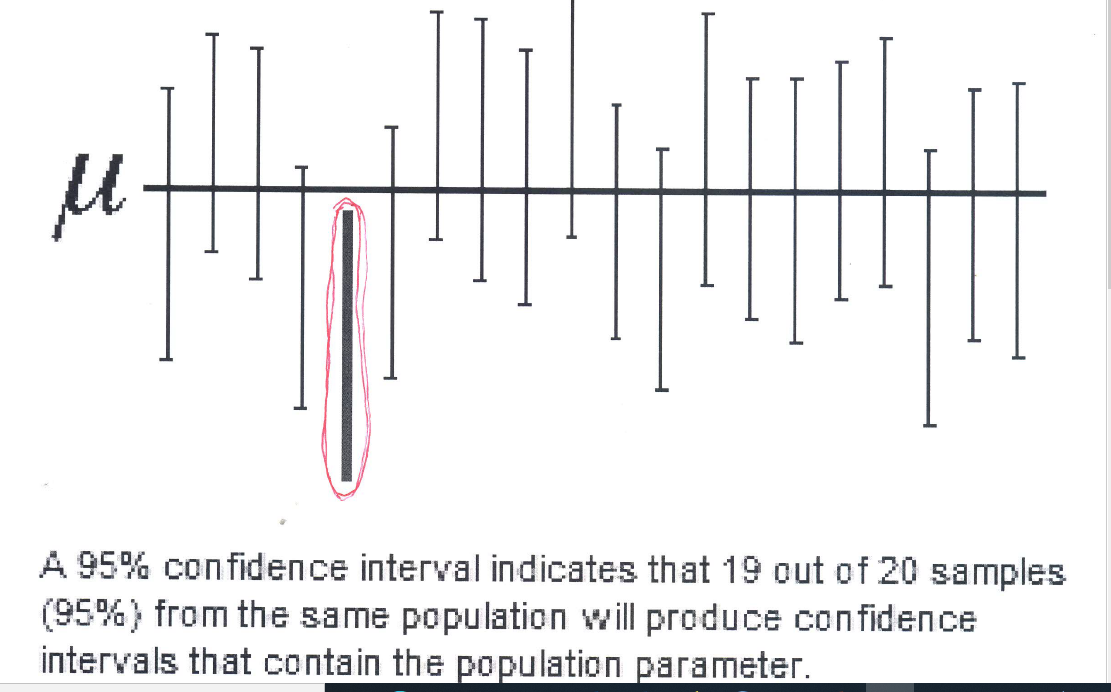 μ
A 95% confidence interval indicates that 19 out of 20 samples
(95%) from the same population will produce confidence
intervals that contain the population parameter.